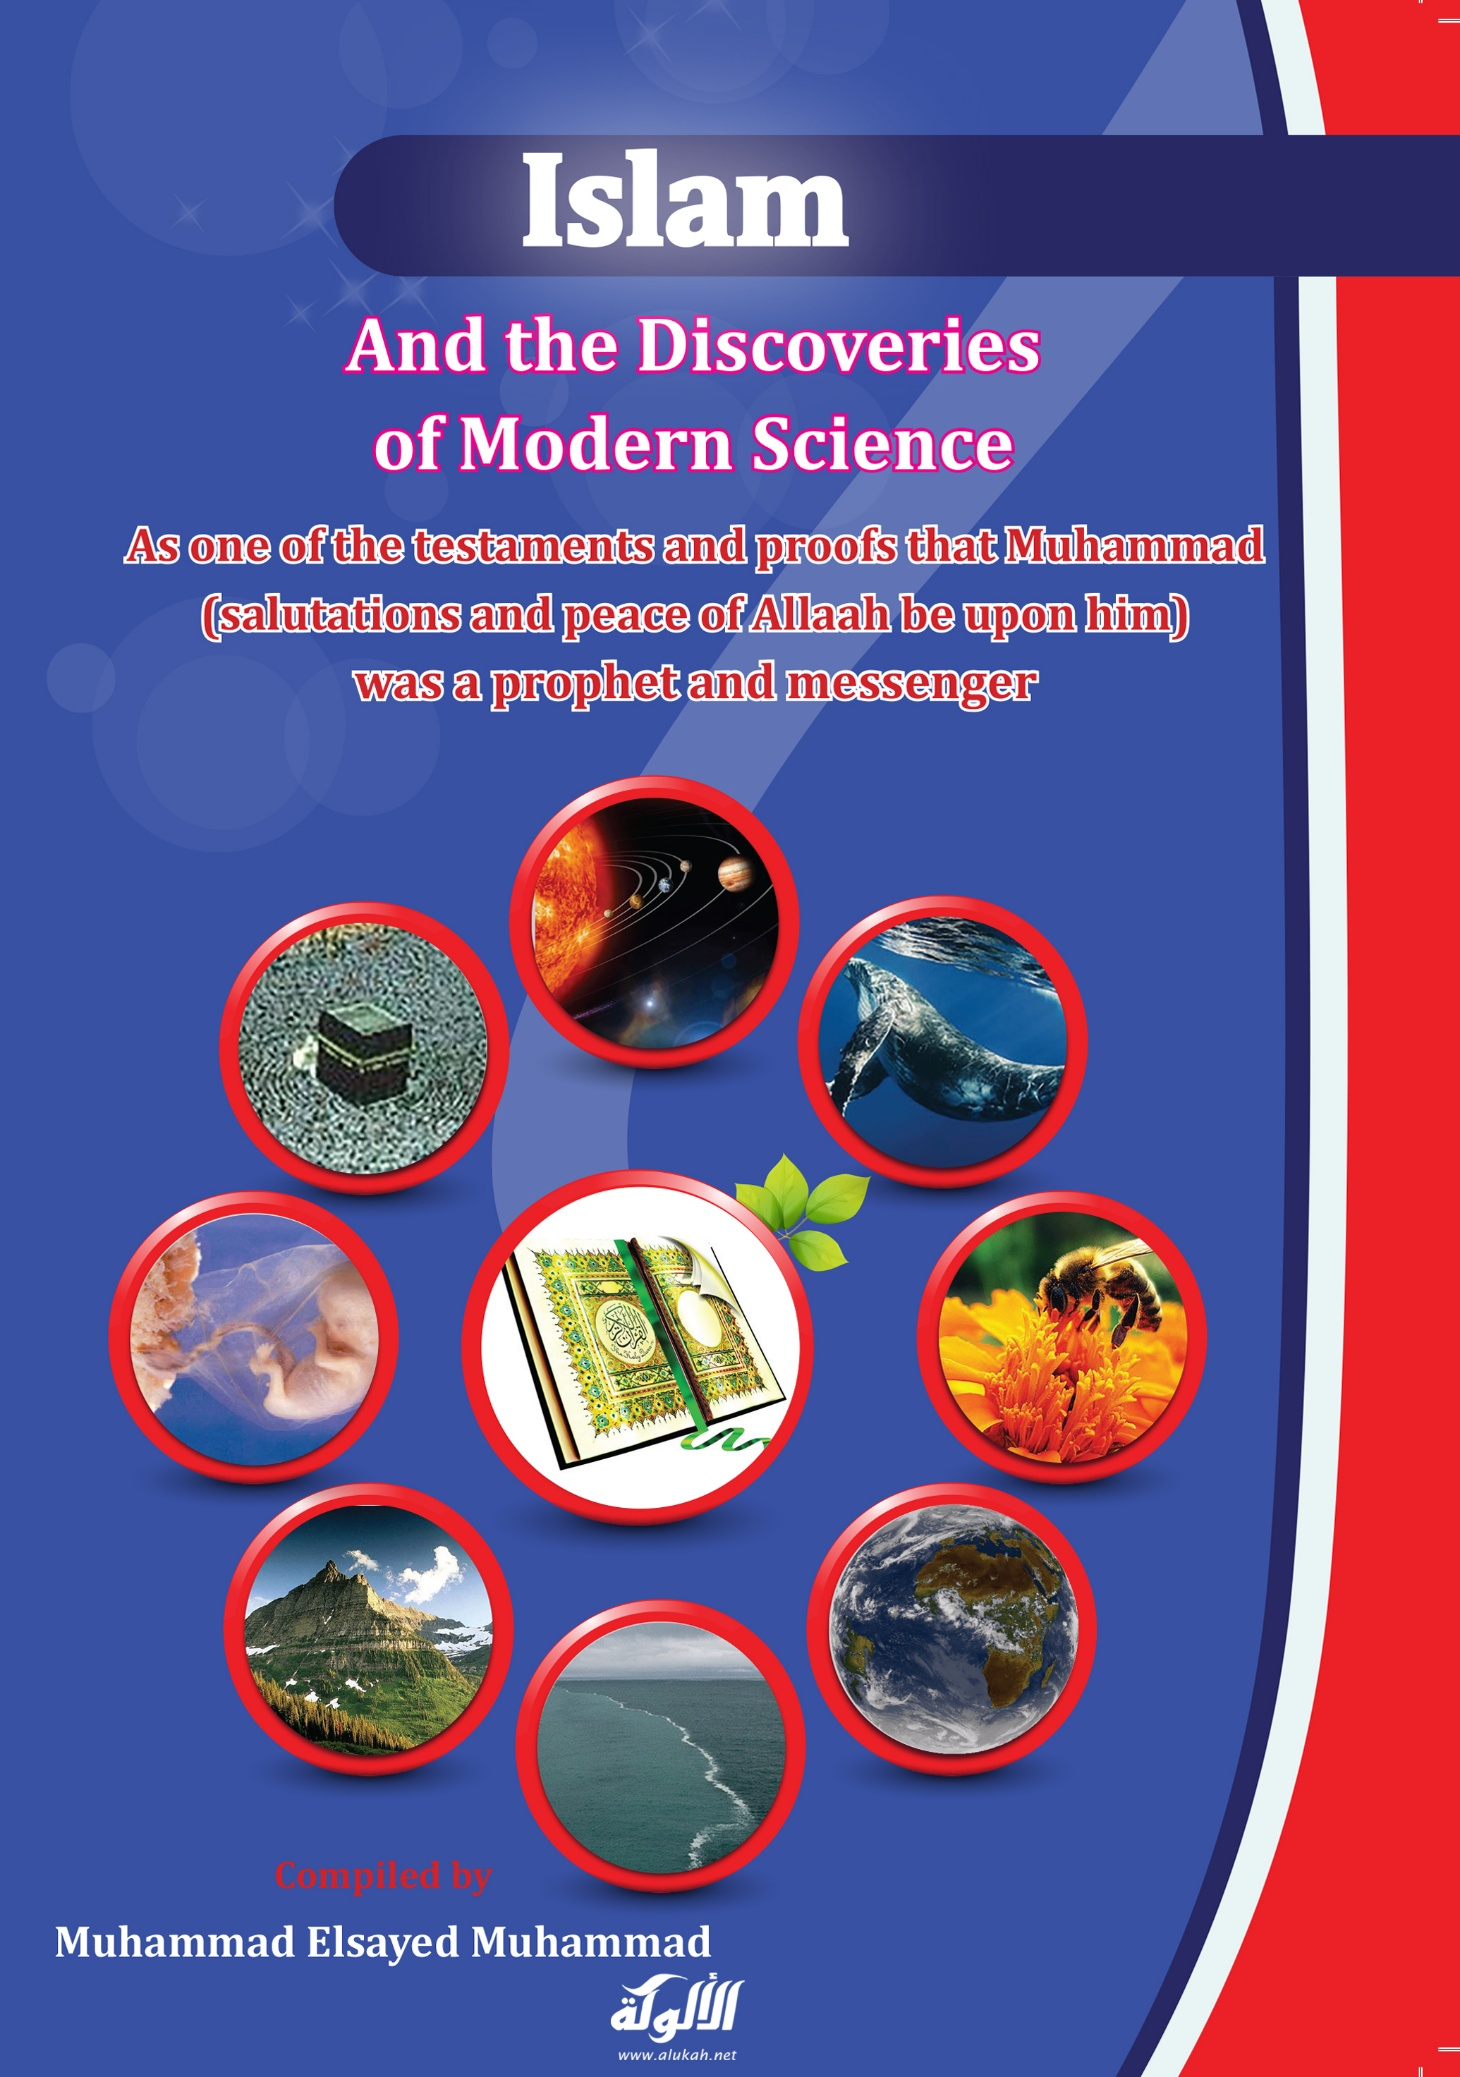 Islam
And the Discoveries
of Modern Science
As one of the testaments and proofs that Muhammad
(salutations and peace of Allaah be upon him)
was a prophet and messenger
Compiled by
Muhammad Elsayed Muhammad
الألوكة
www.alukah.net